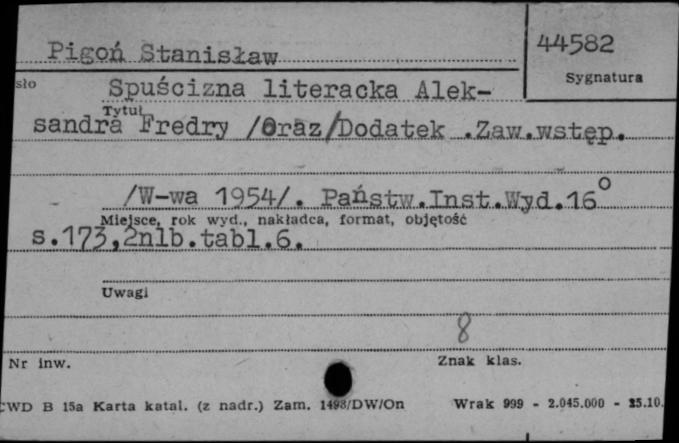 Pigoń Stanisław
44582
Sygnatura
sło
Spuścizna literacka Alek-
Tytuł
sandra Fredry /Oraz/Dodatek .Zaw.wstęp.
/W-wa 1954/. Państw.Inst.Wyd.16°
Miejsce, rok wyd., nakładca, format, objętość
s.173,2nlb.tabl.6.
Uwagi
8
Nr inw.
Znak klas.
CWD B 15a Karta katal. (z nadr.) Zam. 1498/DW/On Wrak 999 - 2.045.000 - 25.10.